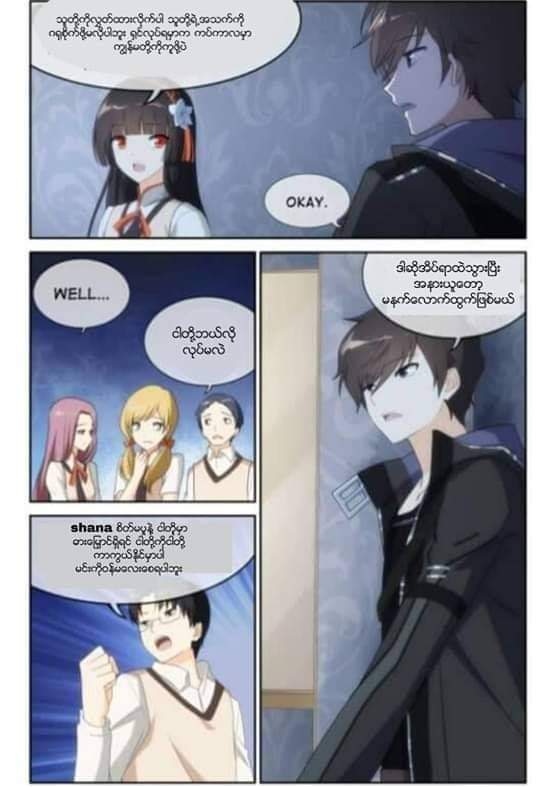 သူတို့ကိုလွှတ်ထားလိုက်ပါ သူတို့ရဲ့အသက်ကို
ဂရုစိုက်ဖို့မလိုပါဘူး ရှင်လုပ်ရမှာက ကပ်ကာလမှာ
ကျွန်မတို့ကိုကူဖို့ပဲ
OKAY.
WELL...
ငါတို့ဘယ်လို
လုပ်မလဲ
ဒါဆိုအိပ်ရာထဲသွားပြီး
အနားယူတော့
မနက်လောက်ထွက်ဖြစ်မယ်
shana စိတ်မပူနဲ့ ငါတို့မှာ
ဓားမြှောင်ရှိရင် ငါတို့ကိုငါတို့
ကာကွယ်နိုင်မှာပါ
မင်းကိုဝန်မလေးစေရပါဘူး